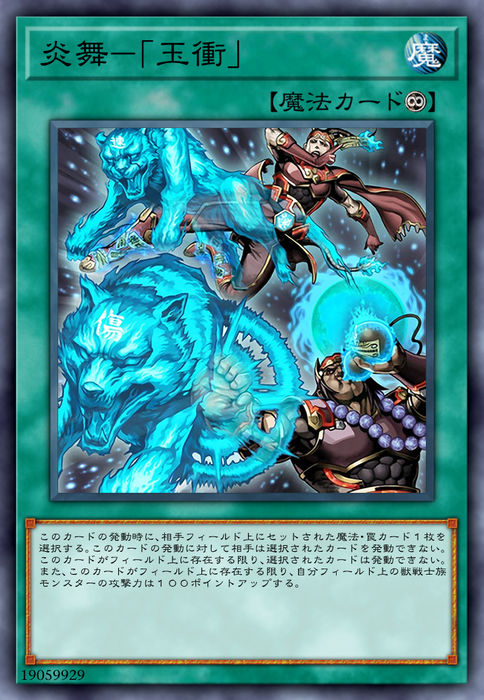 炎舞-「玉衝」
魔
【魔法カード】
速
傷
このカードの発動時に、相手フィールド上にセットされた魔法・罠カード1枚を
選択する。このカードの発動に対して相手は選択されたカードを発動できない。
このカードがフィールド上に存在する限り、選択されたカードは発動できない。
また、このカードがフィールド上に存在する限り、自分フィールド上の獣戦士族
モンスターの攻撃力は100ポイントアップする。
19059929